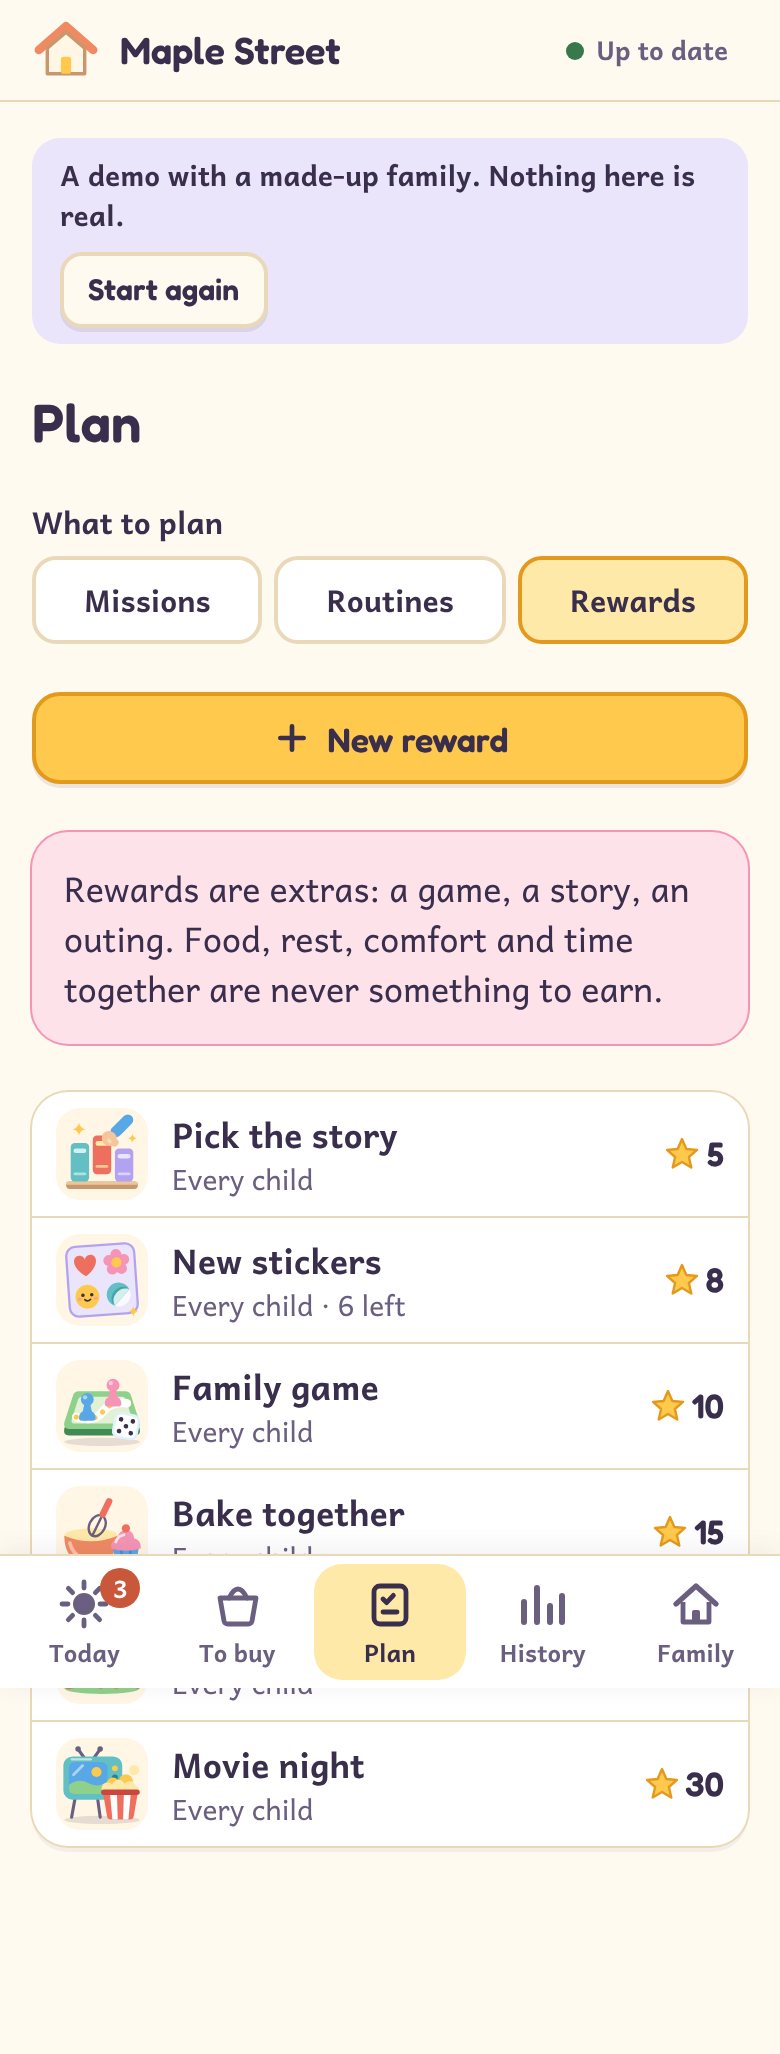 Maple Street
Up to date
A demo with a made-up family. Nothing here is
real.
Start again
Plan
What to plan
Missions
Routines
Rewards
New reward
Rewards are extras: a game, a story, an
outing. Food, rest, comfort and time
together are never something to earn.
Pick the story
Every child
5
New stickers
Every child · 6 left
8
Family game
Every child
10
Bake together
15
3
Today
To buy
Plan
History
Family
Every child
Movie night
Every child
30